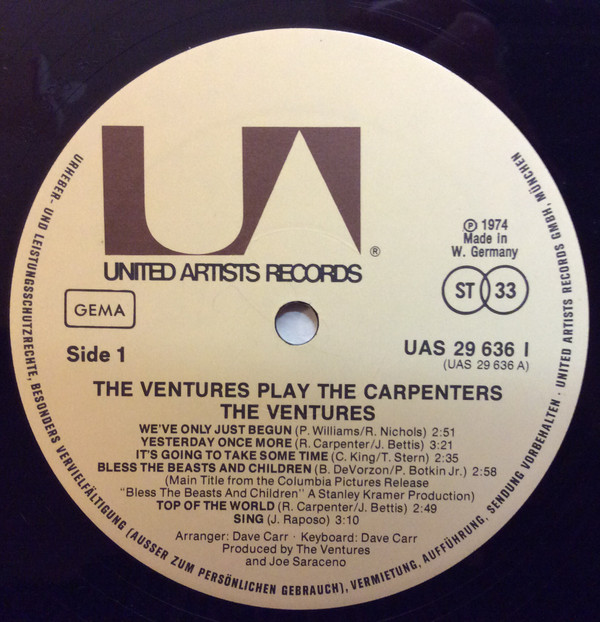 UA
®
UNITED ARTISTS RECORDS
℗ 1974
Made in
W. Germany
GEMA
ST 33
Side 1
UAS 29 636 I
(UAS 29 636 A)
THE VENTURES PLAY THE CARPENTERS
THE VENTURES
WE'VE ONLY JUST BEGUN (P. Williams/R. Nichols) 2:51
YESTERDAY ONCE MORE (R. Carpenter/J. Bettis) 3:21
IT'S GOING TO TAKE SOME TIME (C. King/T. Stern) 2:35
BLESS THE BEASTS AND CHILDREN (B. DeVorzon/P. Botkin Jr.) 2:58
(Main Title from the Columbia Pictures Release
"Bless The Beasts And Children" A Stanley Kramer Production)
TOP OF THE WORLD (R. Carpenter/J. Bettis) 2:49
SING (J. Raposo) 3:10
Arranger: Dave Carr · Keyboard: Dave Carr
Produced by The Ventures
and Joe Saraceno
URHEBER- UND LEISTUNGSSCHUTZRECHTE, BESONDERS VERVIELFÄLTIGUNG (AUSSER ZUM PERSÖNLICHEN GEBRAUCH), VERMIETUNG, AUFFÜHRUNG, SENDUNG VORBEHALTEN · UNITED ARTISTS RECORDS GMBH, MÜNCHEN